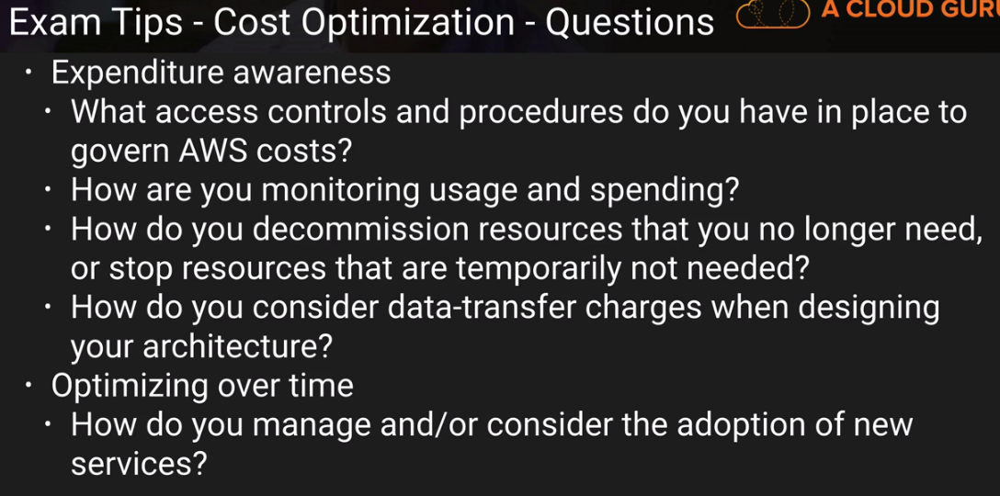 Exam Tips - Cost Optimization - Questions
A CLOUD GURU
• Expenditure awareness
• What access controls and procedures do you have in place to
govern AWS costs?
• How are you monitoring usage and spending?
• How do you decommission resources that you no longer need,
or stop resources that are temporarily not needed?
• How do you consider data-transfer charges when designing
your architecture?
• Optimizing over time
• How do you manage and/or consider the adoption of new
services?